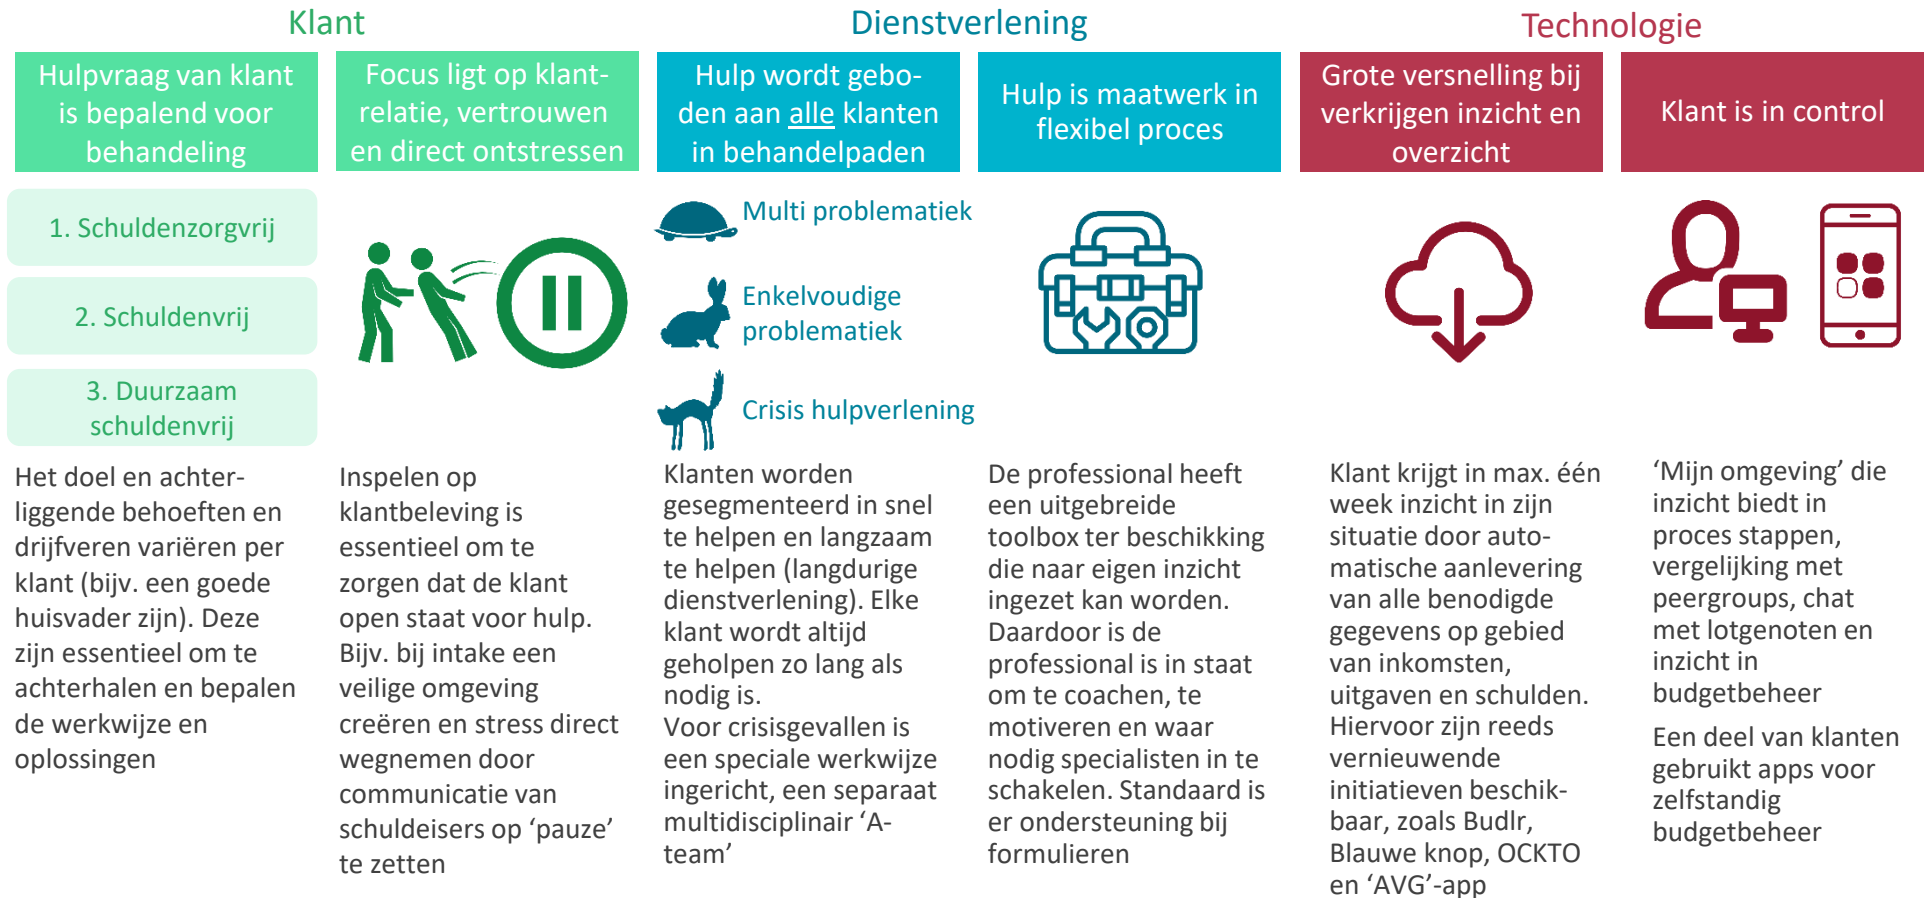 Klant
Hulpvraag van klant
is bepalend voor
behandeling
Focus ligt op klant-
relatie, vertrouwen
en direct ontstressen
1. Schuldenzorgvrij
2. Schuldenvrij
3. Duurzaam
schuldenvrij
Het doel en achter-
liggende behoeften en
drijfveren variëren per
klant (bijv. een goede
huisvader zijn). Deze
zijn essentieel om te
achterhalen en bepalen
de werkwijze en
oplossingen
Inspelen op
klantbeleving is
essentieel om te
zorgen dat de klant
open staat voor hulp.
Bijv. bij intake een
veilige omgeving
creëren en stress direct
wegnemen door
communicatie van
schuldeisers op ‘pauze’
te zetten
Dienstverlening
Hulp wordt gebo-
den aan alle klanten
in behandelpaden
Hulp is maatwerk in
flexibel proces
Multi problematiek
Enkelvoudige
problematiek
Crisis hulpverlening
Klanten worden
gesegmenteerd in snel
te helpen en langzaam
te helpen (langdurige
dienstverlening). Elke
klant wordt altijd
geholpen zo lang als
nodig is.
Voor crisisgevallen is
een speciale werkwijze
ingericht, een separaat
multidisciplinair ‘A-
team’
De professional heeft
een uitgebreide
toolbox ter beschikking
die naar eigen inzicht
ingezet kan worden.
Daardoor is de
professional is in staat
om te coachen, te
motiveren en waar
nodig specialisten in te
schakelen. Standaard is
er ondersteuning bij
formulieren
Technologie
Grote versnelling bij
verkrijgen inzicht en
overzicht
Klant is in control
Klant krijgt in max. één
week inzicht in zijn
situatie door auto-
matische aanlevering
van alle benodigde
gegevens op gebied
van inkomsten,
uitgaven en schulden.
Hiervoor zijn reeds
vernieuwende
initiatieven beschik-
baar, zoals Budlr,
Blauwe knop, OCKTO
en ‘AVG’-app
‘Mijn omgeving’ die
inzicht biedt in
proces stappen,
vergelijking met
peergroups, chat
met lotgenoten en
inzicht in
budgetbeheer
Een deel van klanten
gebruikt apps voor
zelfstandig
budgetbeheer